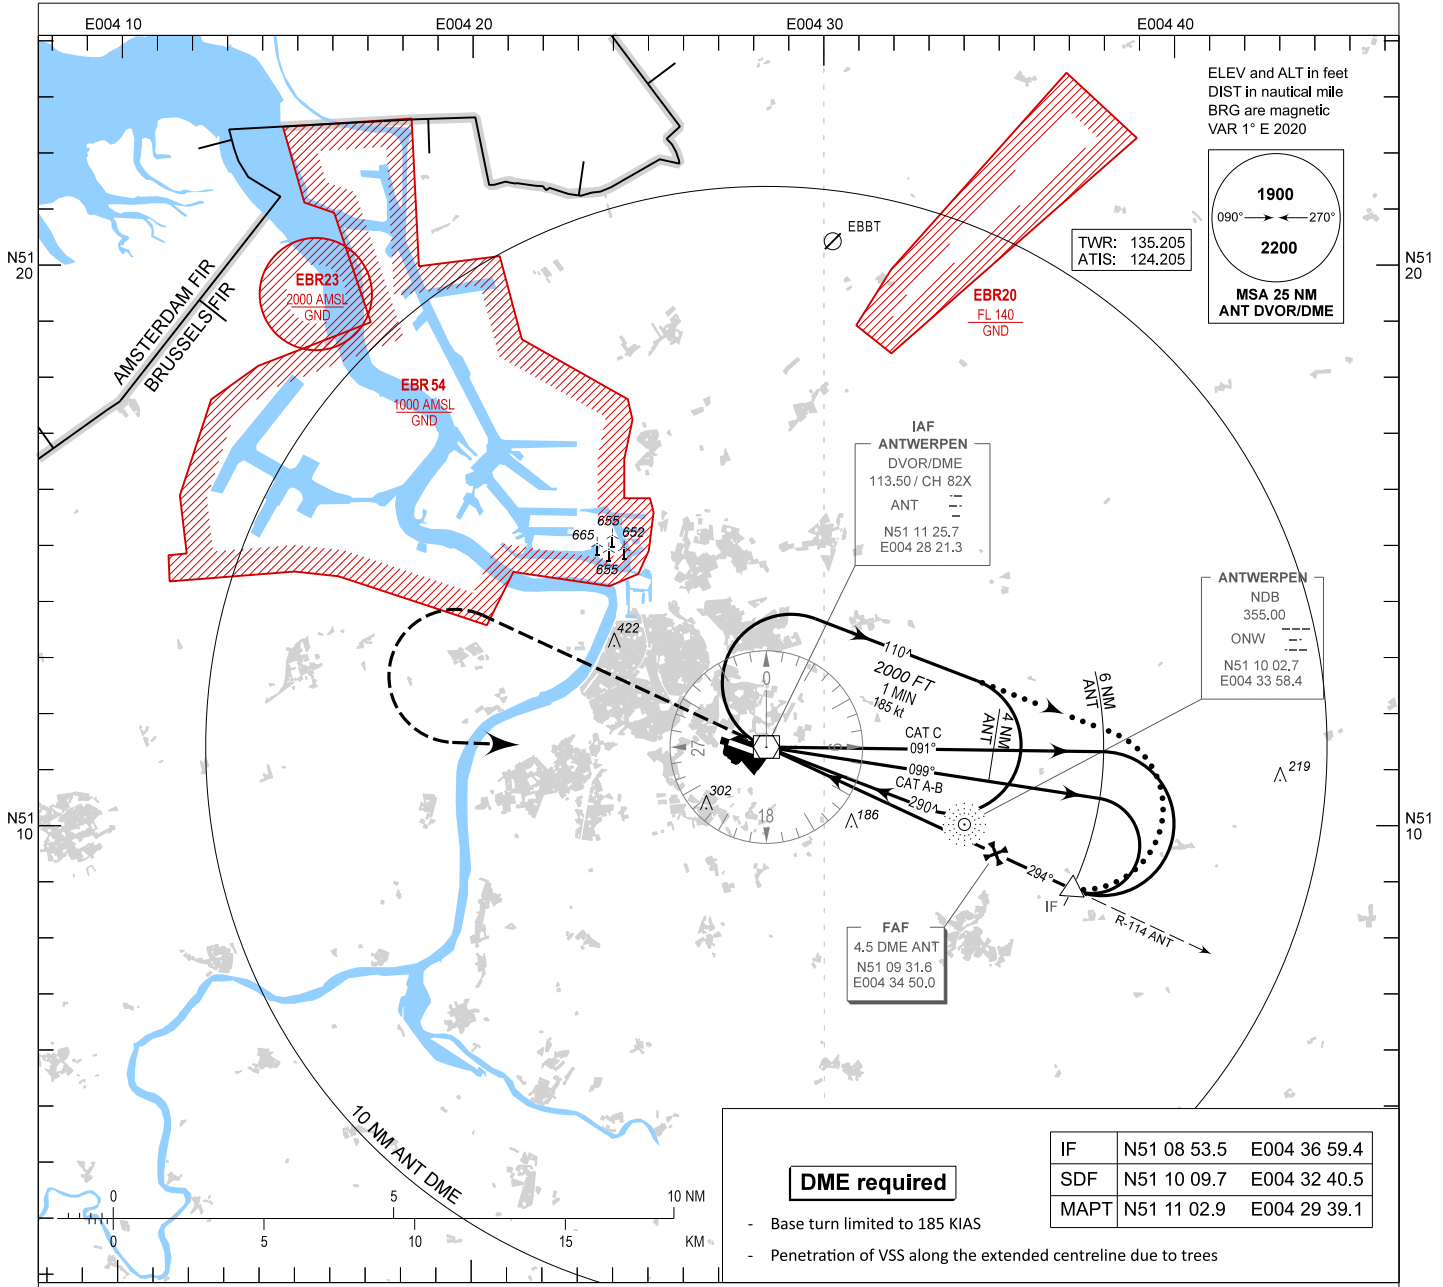 E004 10
E004 20
E004 30
E004 40
ELEV and ALT in feet
DIST in nautical mile
BRG are magnetic
VAR 1° E 2020
1900
090°
270°
2200
MSA 25 NM
ANT DVOR/DME
TWR: 135.205
ATIS: 124.205
EBBT
N51
20
N51
20
AMSTERDAM FIR
BRUSSELS FIR
EBR23
2000 AMSL
GND
EBR20
FL 140
GND
EBR 54
1000 AMSL
GND
IAF
ANTWERPEN
DVOR/DME
113.50 / CH 82X
ANT
N51 11 25.7
E004 28 21.3
655
665
652
655
ANTWERPEN
NDB
355.00
ONW
N51 10 02.7
E004 33 58.4
422
110^
2000 FT
1 MIN
185 kt
6 NM
ANT
4 NM
ANT
0
9
18
27
CAT C
091°
099°
CAT A-B
290^
219
302
186
N51
10
N51
10
294°
IF
R-114 ANT
FAF
4.5 DME ANT
N51 09 31.6
E004 34 50.0
10 NM ANT DME
0
5
10 NM
0
5
10
15
KM
DME required
- Base turn limited to 185 KIAS
- Penetration of VSS along the extended centreline due to trees
IF N51 08 53.5 E004 36 59.4
SDF N51 10 09.7 E004 32 40.5
MAPT N51 11 02.9 E004 29 39.1